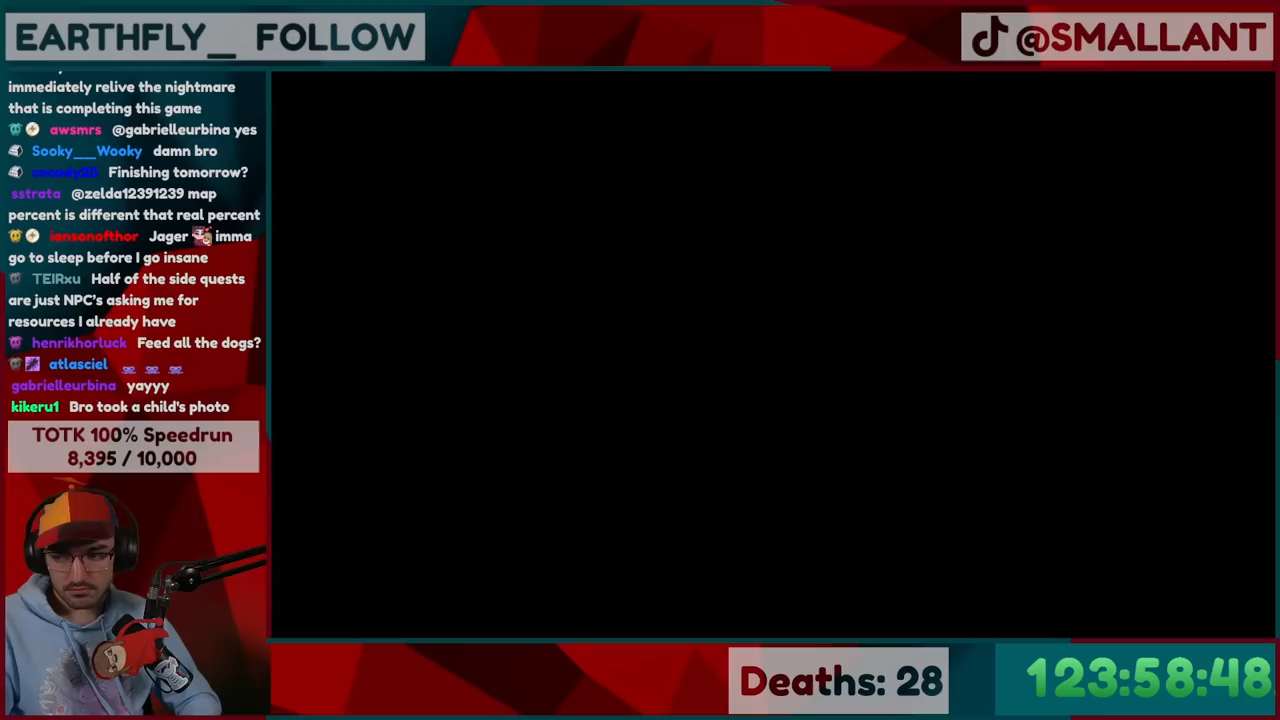 EARTHFLY_ FOLLOW
@SMALLANT
immediately relive the nightmare
that is completing this game
awsmrs @gabrielleurbina yes
Sooky___Wooky damn bro
Finishing tomorrow?
sstrata @zelda12391239 map
percent is different that real percent
iansonofthor Jager imma
go to sleep before I go insane
TEIRxu Half of the side quests
are just NPC's asking me for
resources I already have
henrikhorluck Feed all the dogs?
atlasciel
gabrielleurbina yayyy
kikeru1 Bro took a child's photo
TOTK 100% Speedrun
8,395 / 10,000
Deaths: 28
123:58:48